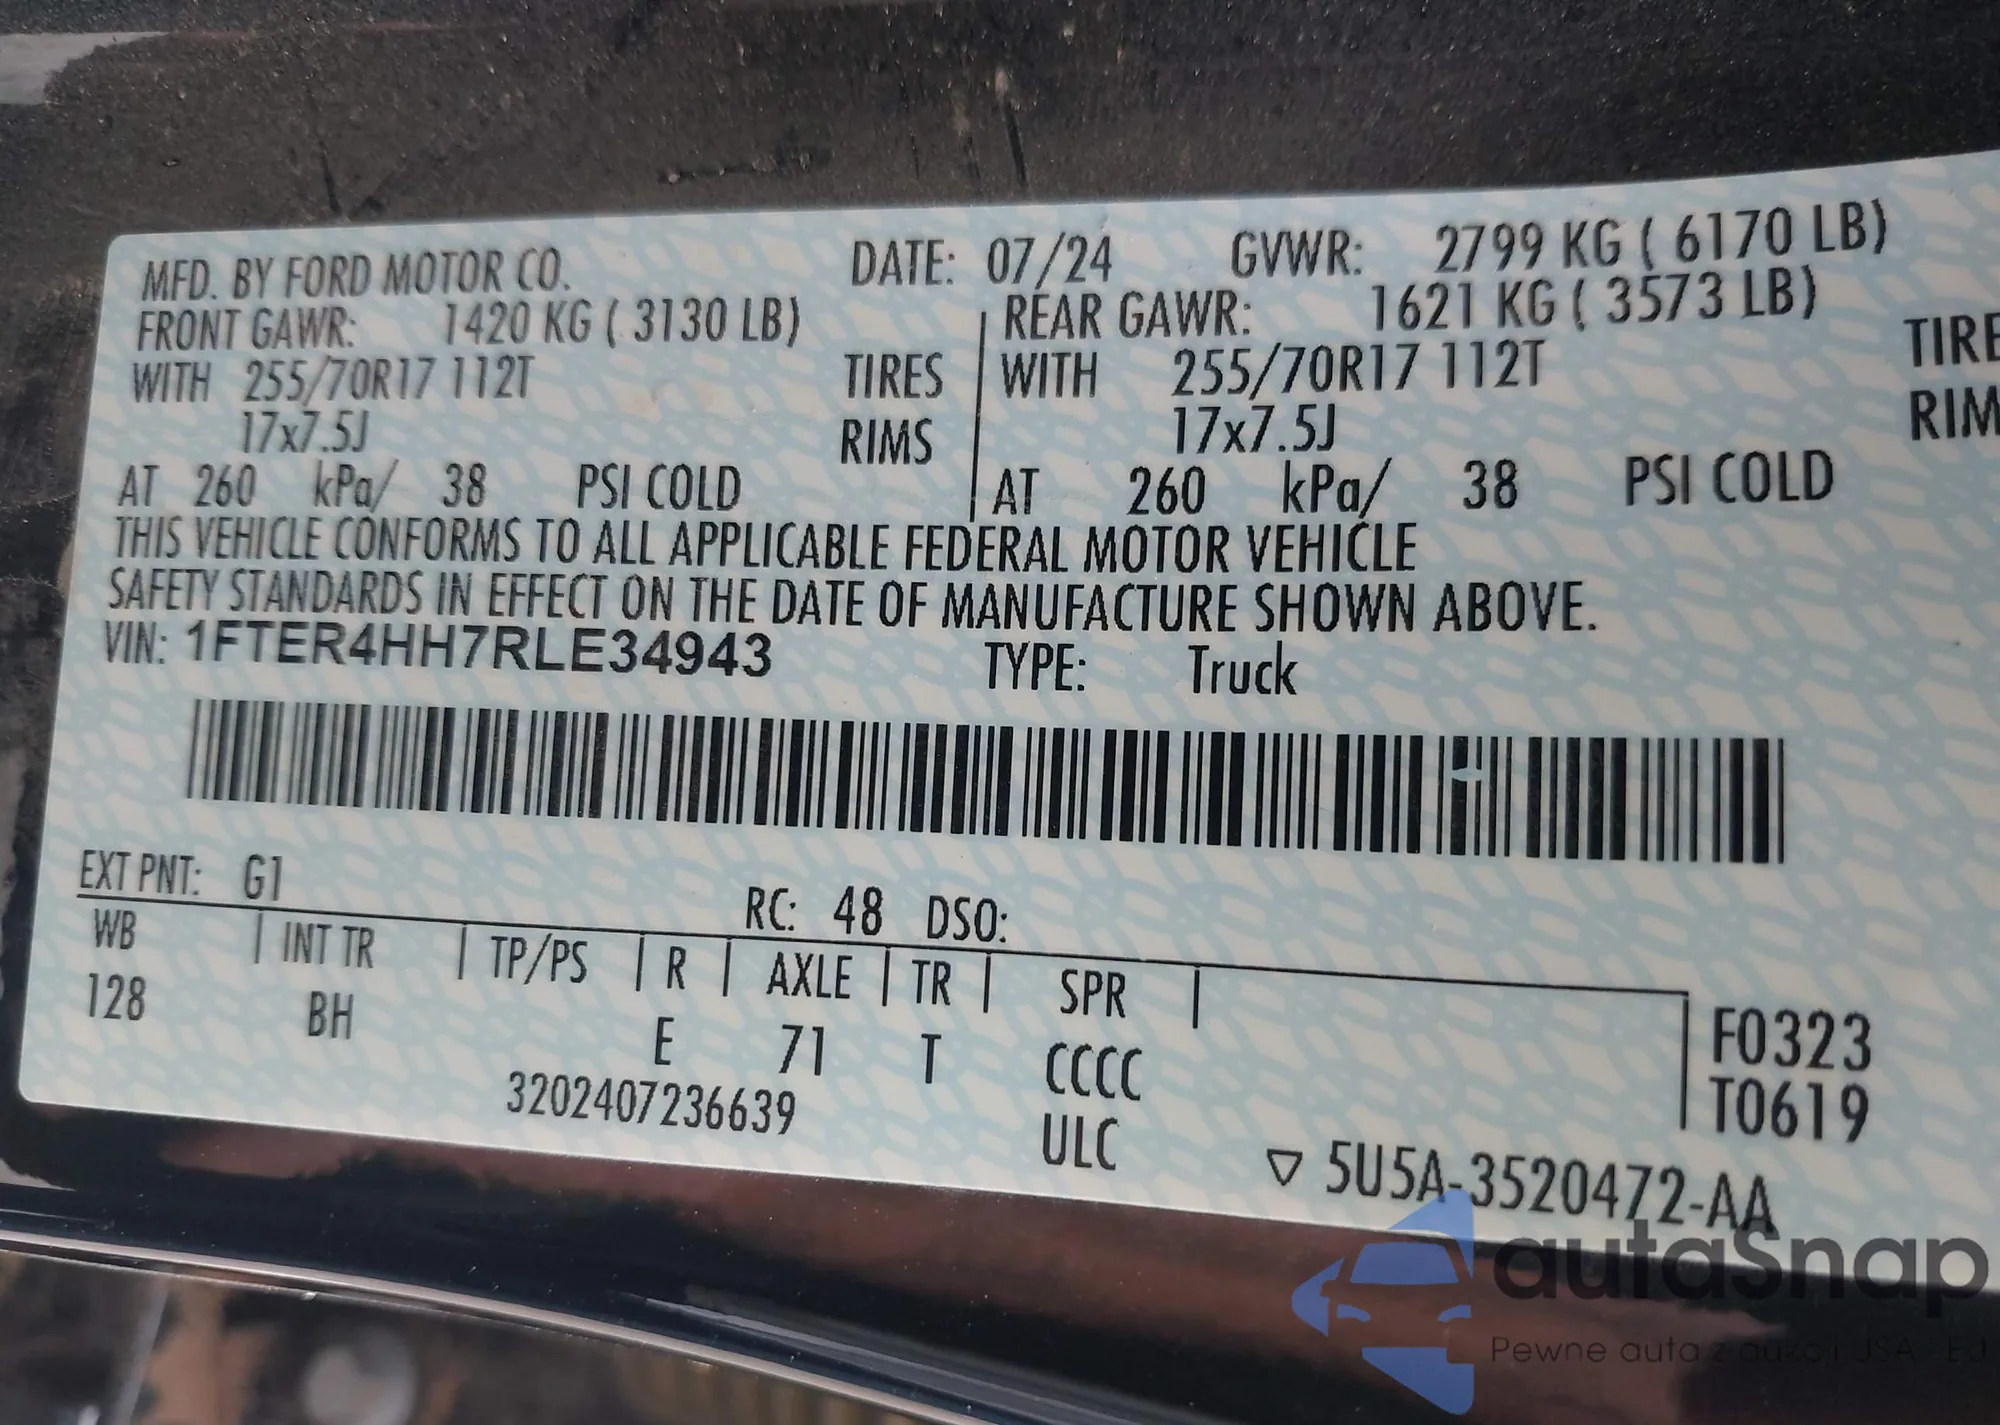 MFD. BY FORD MOTOR CO. DATE: 07/24 GVWR: 2799 KG ( 6170 LB)
FRONT GAWR: 1420 KG ( 3130 LB) REAR GAWR: 1621 KG ( 3573 LB)
WITH 255/70R17 112T TIRES WITH 255/70R17 112T TIRE
17x7.5J RIMS 17x7.5J RIM
AT 260 kPa/ 38 PSI COLD AT 260 kPa/ 38 PSI COLD
THIS VEHICLE CONFORMS TO ALL APPLICABLE FEDERAL MOTOR VEHICLE
SAFETY STANDARDS IN EFFECT ON THE DATE OF MANUFACTURE SHOWN ABOVE.
VIN: 1FTER4HH7RLE34943 TYPE: Truck
EXT PNT: G1 RC: 48 DSO:
WB | INT TR | TP/PS | R | AXLE | TR | SPR |
128 BH E 71 T CCCC F0323
3202407236639 ULC T0619
▽ 5U5A-3520472-AA
autaSnap
Pewne auta z aukcji USA i EU